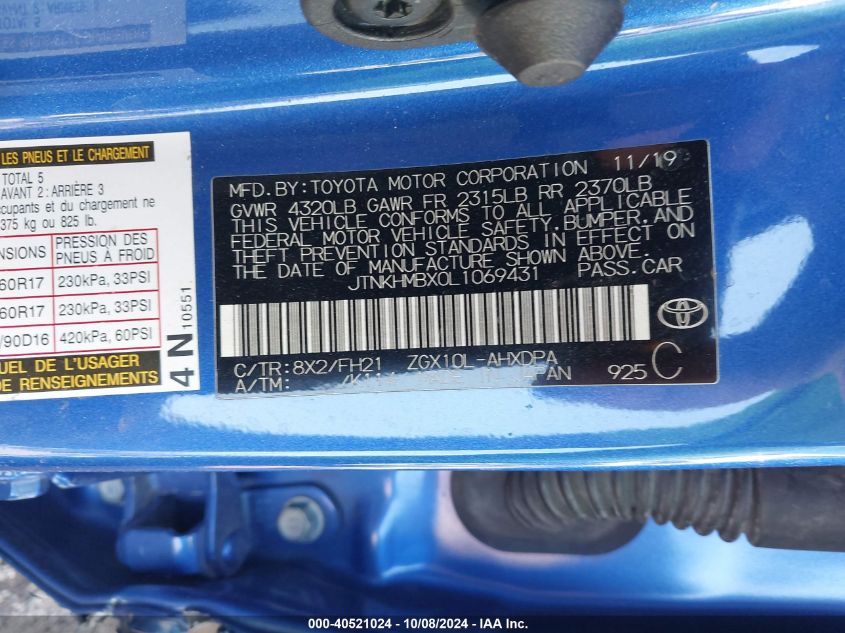 LES PNEUS ET LE CHARGEMENT
TOTAL 5
AVANT 2 : ARRIÈRE 3
occupants et du chargement ne
375 kg ou 825 lb.
PRESSION DES
PNEUS À FROID
60R17 230kPa, 33PSI
60R17 230kPa, 33PSI
/90D16 420kPa, 60PSI
UEL DE L'USAGER
DE RENSEIGNEMENTS
4 N 10551
MFD. BY: TOYOTA MOTOR CORPORATION 11/19
GVWR 4320LB GAWR FR 2315LB RR 2370LB
THIS VEHICLE CONFORMS TO ALL APPLICABLE
FEDERAL MOTOR VEHICLE SAFETY, BUMPER, AND
THEFT PREVENTION STANDARDS IN EFFECT ON
THE DATE OF MANUFACTURE SHOWN ABOVE.
JTNKHMBX0L1069431 PASS. CAR
C/TR: 8X2/FH21 ZGX10L-AHXDPA
A/TM: 925 C
TOYOTA
000-40521024 - 10/08/2024 - IAA Inc.